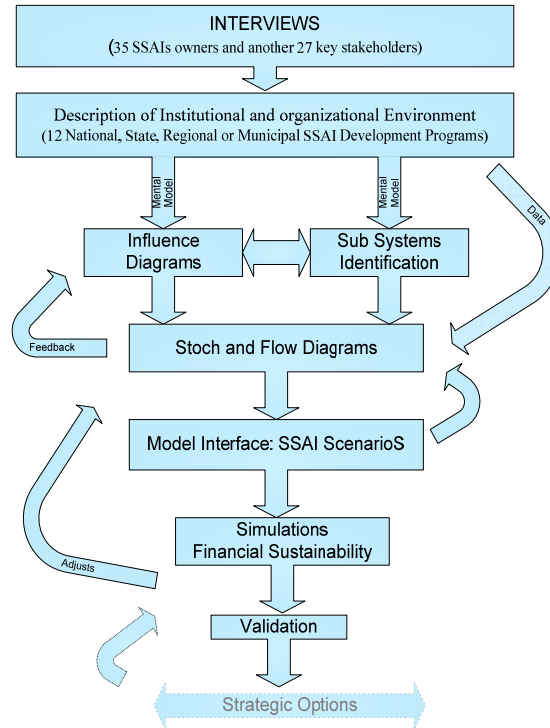 INTERVIEWS
(35 SSAIs owners and another 27 key stakeholders)
Description of Institutional and organizational Environment
(12 National, State, Regional or Municipal SSAI Development Programs)
Mental
Model
Mental
Model
Data
Influence
Diagrams
Sub Systems
Identification
Feedback
Stoch and Flow Diagrams
Model Interface: SSAI ScenarioS
Simulations
Financial Sustainability
Adjusts
Validation
Strategic Options